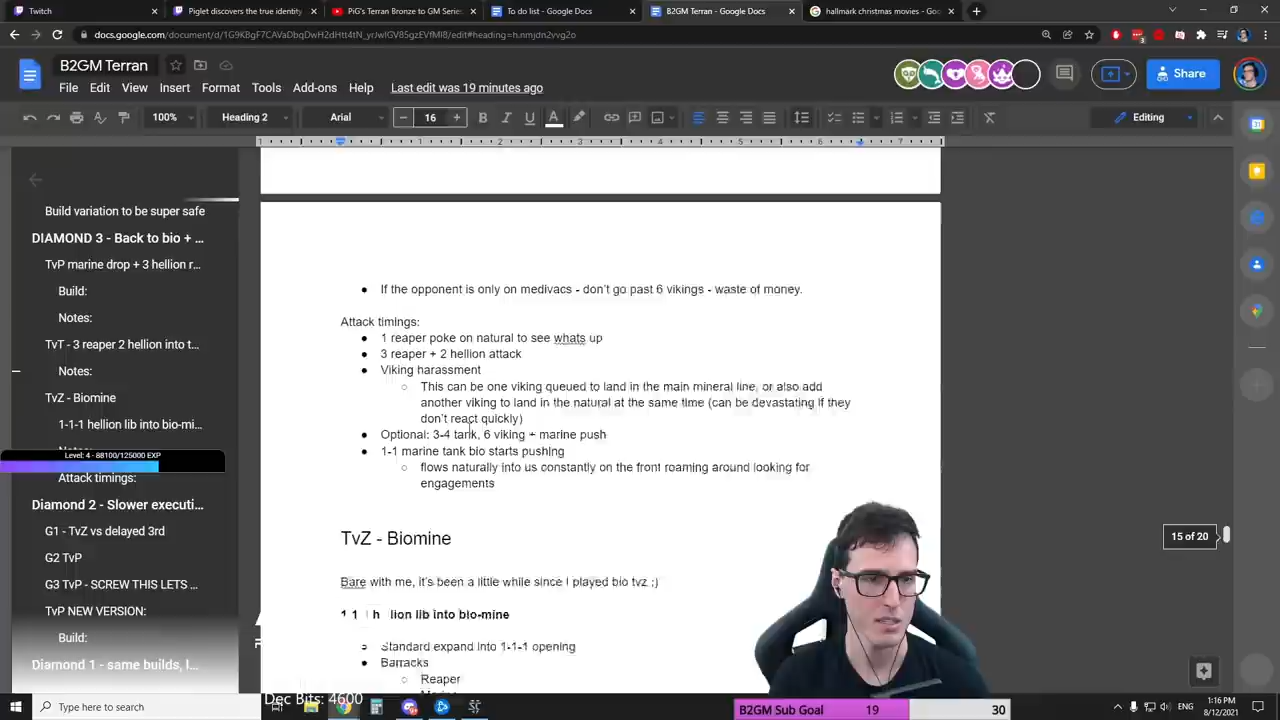 Twitch
Piglet discovers the true identity
PiG's Terran Bronze to GM Serie
To do list - Google Docs
B2GM Terran - Google Docs
hallmark christmas movies - Goo
docs.google.com/document/d/
B2GM Terran
Share
File Edit View Insert Format Tools Add-ons Help Last edit was 19 minutes ago
100% Heading 2 Arial 16 Editing
Build variation to be super safe
DIAMOND 3 - Back to bio + ...
TvP marine drop + 3 hellion r...
Build:
Notes:
TvT - 3 reaper 2 hellion into t...
Notes:
TvZ - Biomine
1-1-1 hellion lib into bio-mi...
Level: 4 - 88100/125000 EXP
Attack timings:
Diamond 2 - Slower executi...
G1 - TvZ vs delayed 3rd
G2 TvP
G3 TvP - SCREW THIS LETS ...
TvP NEW VERSION:
Build:
Diamond 1 - same builds, l...
If the opponent is only on medivacs - don't go past 6 vikings - waste of money.
Attack timings:
1 reaper poke on natural to see whats up
3 reaper + 2 hellion attack
Viking harassment
This can be one viking queued to land in the main mineral line, or also add
another viking to land in the natural at the same time (can be devastating if they
don't react quickly)
Optional: 3-4 tank, 6 viking + marine push
1-1 marine tank bio starts pushing
flows naturally into us constantly on the front roaming around looking for
engagements
TvZ - Biomine
Bare with me, it's been a little while since I played bio tvz ;)
lion lib into bio-mine
Standard expand into 1-1-1 opening
Barracks
Reaper
15 of 20
Dec Bits: 4600
B2GM Sub Goal 19 30
Type here to search
ENG
1:16 PM
8/12/2021